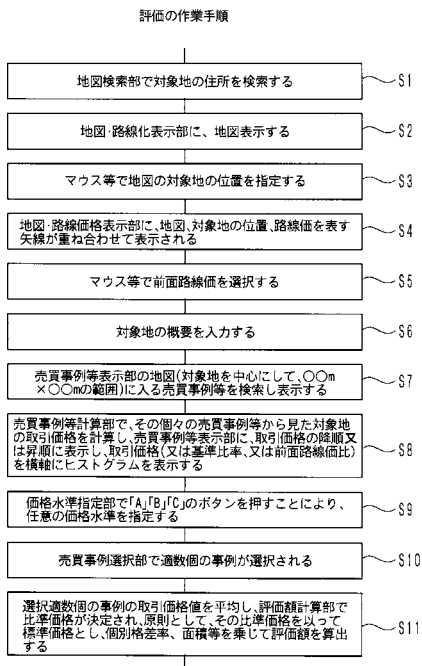 評価の作業手順
地図検索部で対象地の住所を検索する
S1
地図・路線化表示部に、地図表示する
S2
マウス等で地図の対象地の位置を指定する
S3
地図・路線価格表示部に、地図、対象地の位置、路線価を表す
矢線が重ね合わせて表示される
S4
マウス等で前面路線価を選択する
S5
対象地の概要を入力する
S6
売買事例等表示部の地図(対象地を中心にして、〇〇m
×〇〇mの範囲)に入る売買事例等を検索し表示する
S7
売買事例等計算部で、その個々の売買事例等から見た対象地
の取引価格を計算し、売買事例等表示部に、取引価格の降順又
は昇順に表示し、取引価格(又は基準比率、又は前面路線価比)
を横軸にヒストグラムを表示する
S8
価格水準指定部で「A」「B」「C」のボタンを押すことにより、
任意の価格水準を指定する
S9
売買事例選択部で適数個の事例が選択される
S10
選択適数個の事例の取引価格値を平均し、評価額計算部で
比準価格が決定され、原則として、その比準価格を以って
標準価格とし、個別格差率、面積等を乗じて評価額を算出
する
S11